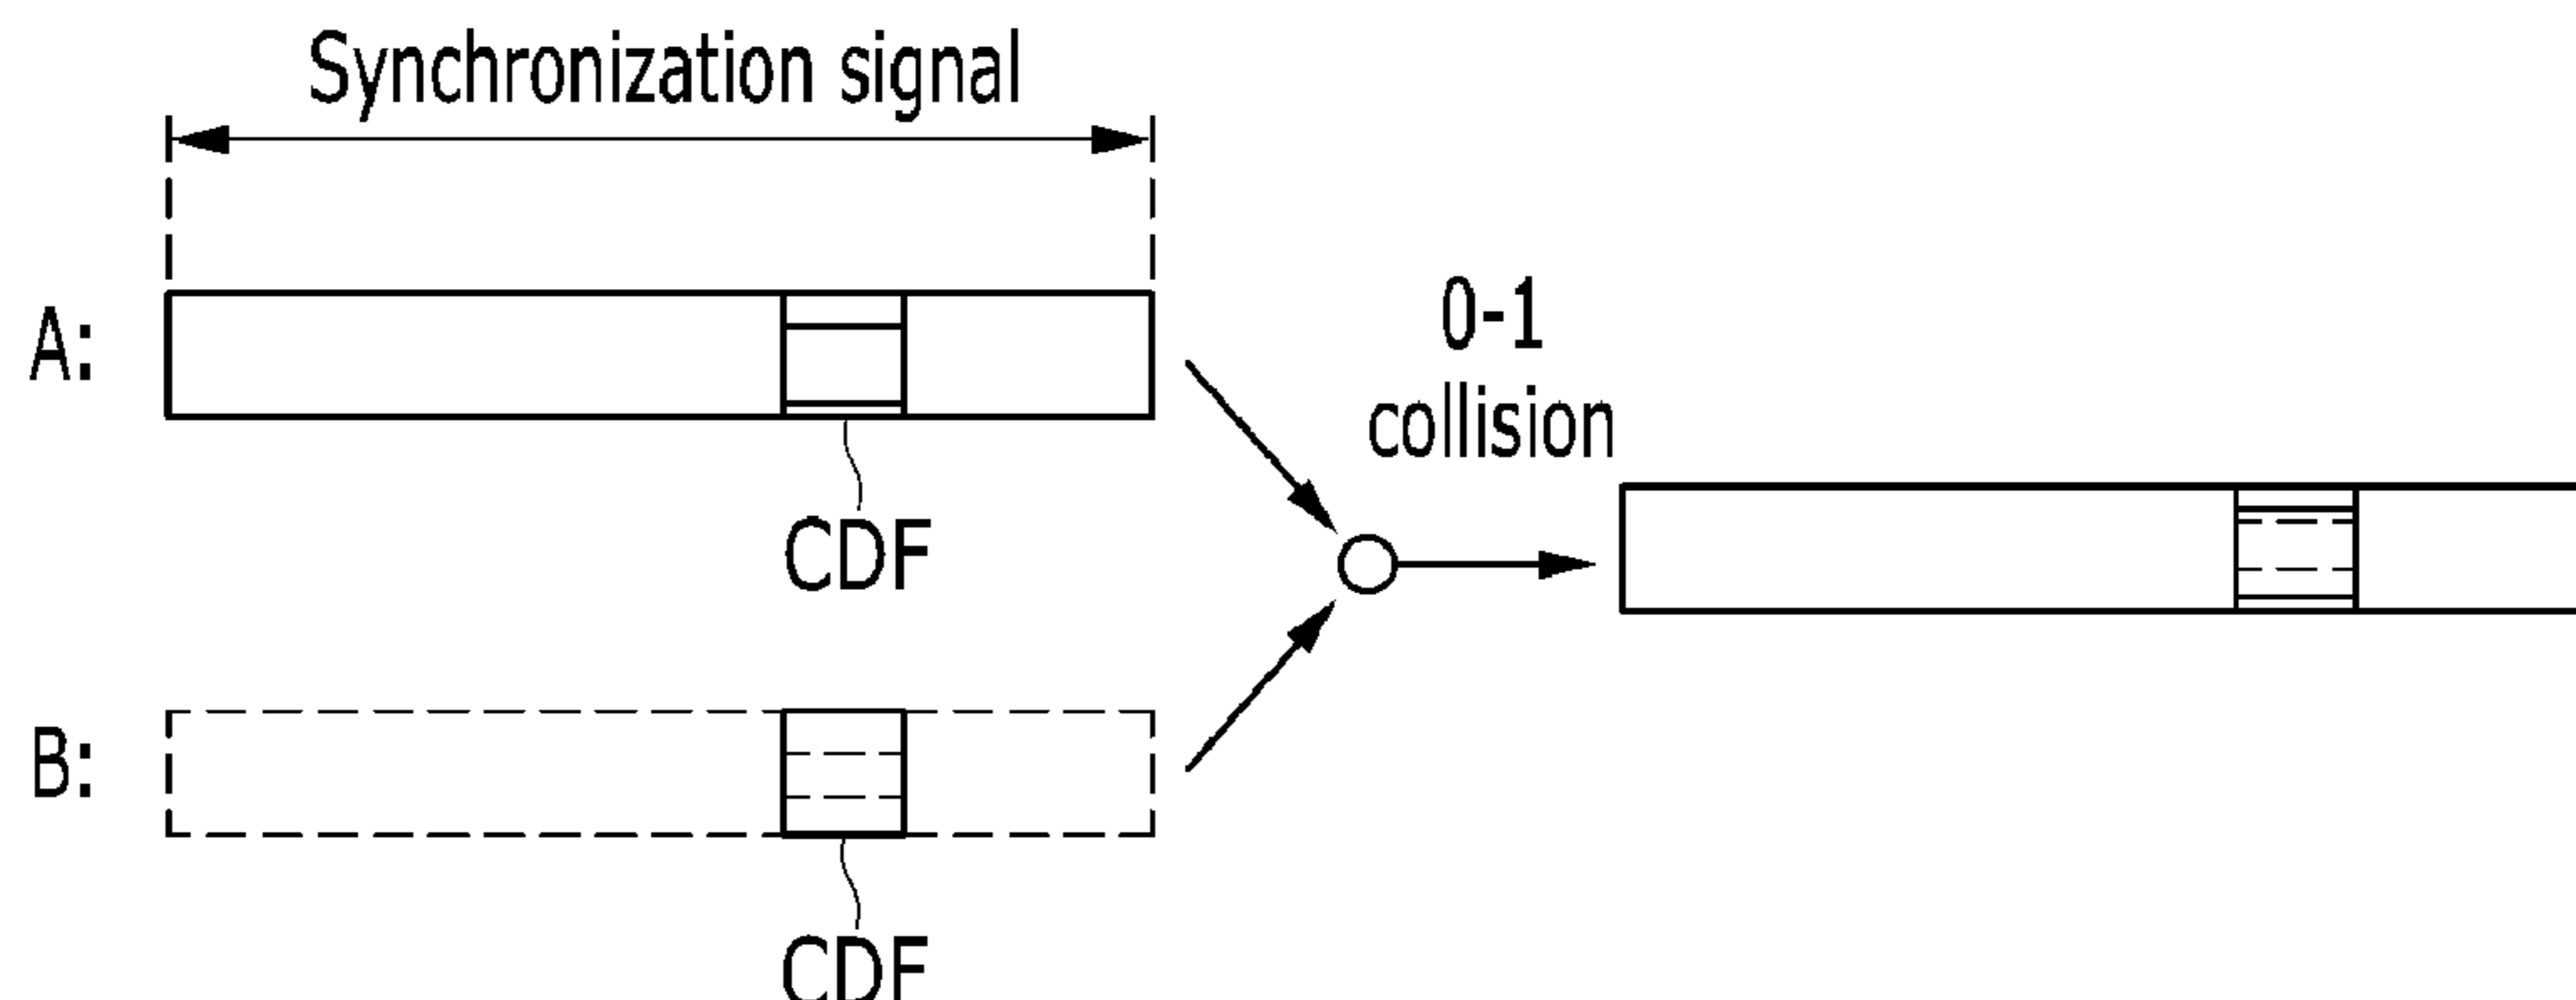 Synchronization signal
A:
0-1
collision
CDF
B:
CDF